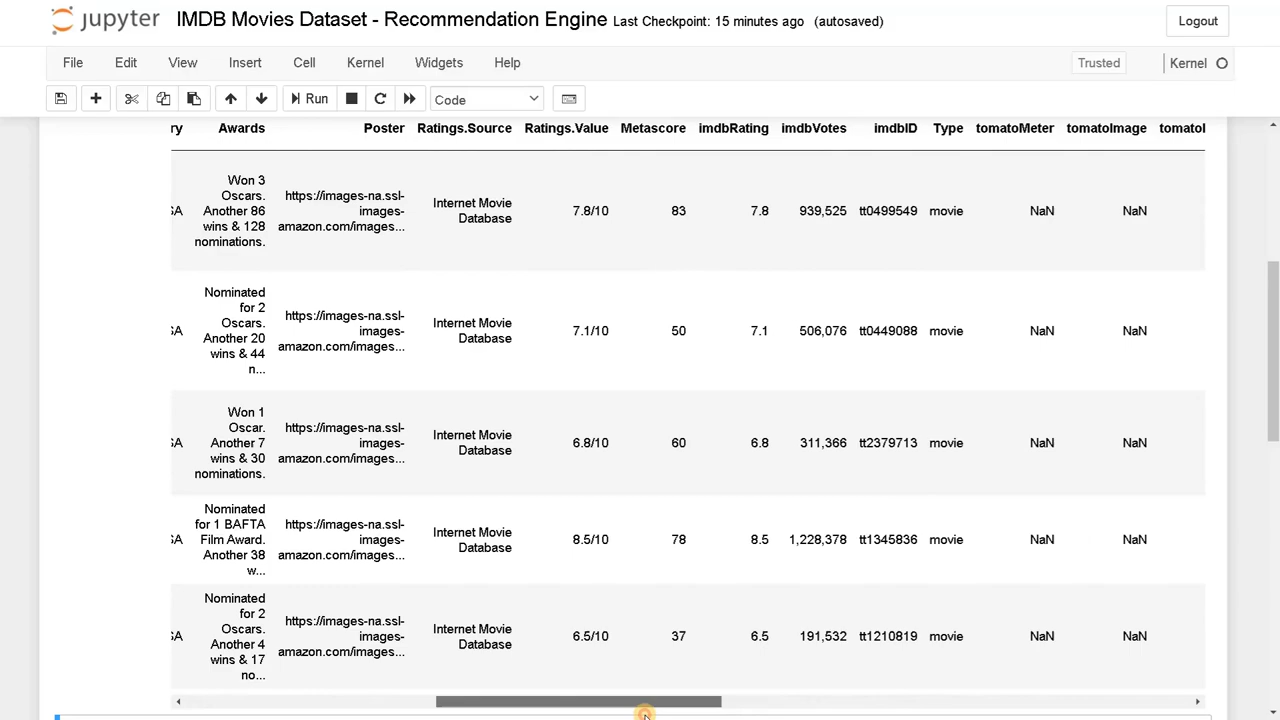 jupyter IMDB Movies Dataset - Recommendation Engine Last Checkpoint: 15 minutes ago (autosaved) Logout
File Edit View Insert Cell Kernel Widgets Help Trusted Kernel
Run Code
ry Awards Poster Ratings.Source Ratings.Value Metascore imdbRating imdbVotes imdbID Type tomatoMeter tomatoImage tomatoI
Won 3
Oscars. https://images-na.ssl- Internet Movie
SA Another 86 images- 7.8/10 83 7.8 939,525 tt0499549 movie NaN NaN
wins & 128 amazon.com/images... Database
nominations.
Nominated
for 2 https://images-na.ssl- Internet Movie
SA Oscars. images- 7.1/10 50 7.1 506,076 tt0449088 movie NaN NaN
Another 20 amazon.com/images... Database
wins & 44
n...
Won 1
Oscar. https://images-na.ssl- Internet Movie
SA Another 7 images- 6.8/10 60 6.8 311,366 tt2379713 movie NaN NaN
wins & 30 amazon.com/images... Database
nominations.
Nominated
for 1 BAFTA https://images-na.ssl- Internet Movie
SA Film Award. images- 8.5/10 78 8.5 1,228,378 tt1345836 movie NaN NaN
Another 38 amazon.com/images... Database
w...
Nominated
for 2 https://images-na.ssl- Internet Movie
SA Oscars. images- 6.5/10 37 6.5 191,532 tt1210819 movie NaN NaN
Another 4 amazon.com/images... Database
wins & 17
no...